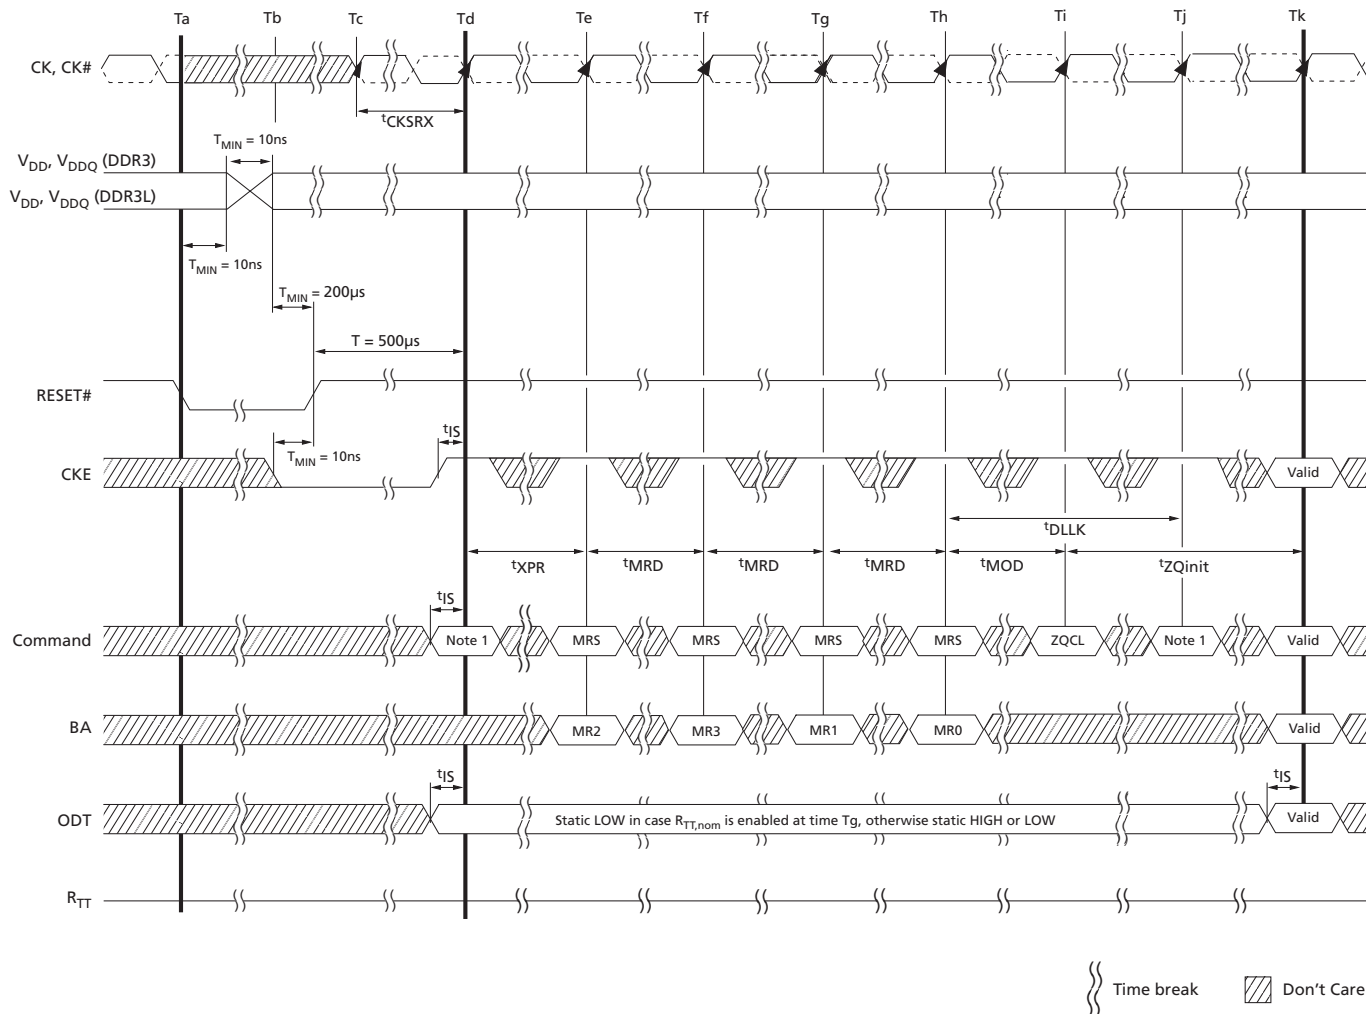 Ta Tb Tc Td Te Tf Tg Th Ti Tj Tk
CK, CK#
tCKSRX
TMIN = 10ns
VDD, VDDQ (DDR3)
VDD, VDDQ (DDR3L)
TMIN = 10ns
TMIN = 200µs
T = 500µs
RESET#
tIS
TMIN = 10ns
CKE
Valid
tDLLK
tXPR tMRD tMRD tMRD tMOD tZQinit
tIS
Command Note 1 MRS MRS MRS MRS ZQCL Note 1 Valid
BA MR2 MR3 MR1 MR0 Valid
tIS tIS
ODT Static LOW in case RTT,nom is enabled at time Tg, otherwise static HIGH or LOW Valid
RTT
Time break Don't Care